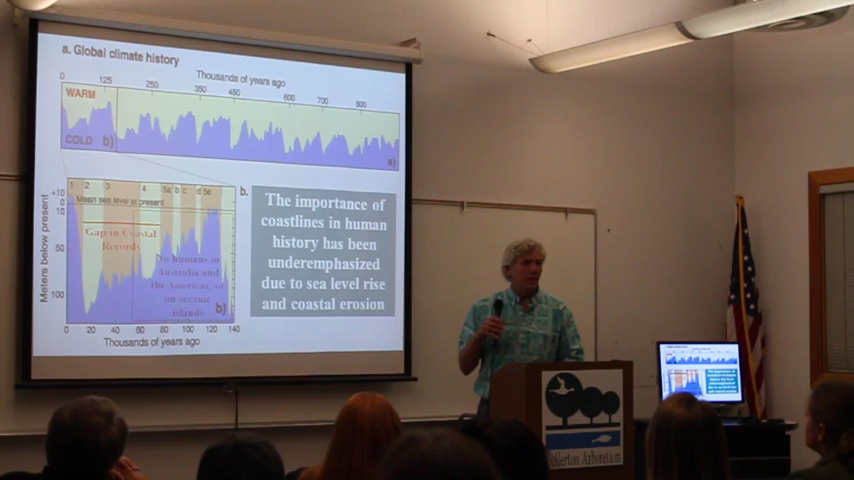 a. Global climate history
Thousands of years ago
0 125 250 350 450 600 700 800
WARM
COLD
b)
a)
b.
1 2 3 4 5a b c d 5e
+10
0
10
50
100
Mean sea level at present
Meters below present
Gap in Coastal
Records
No humans in
Australia and
the Americas, or
on oceanic
islands
b)
0 20 40 60 80 100 120 140
Thousands of years ago
The importance of
coastlines in human
history has been
underemphasized
due to sea level rise
and coastal erosion
Fullerton Arboretum